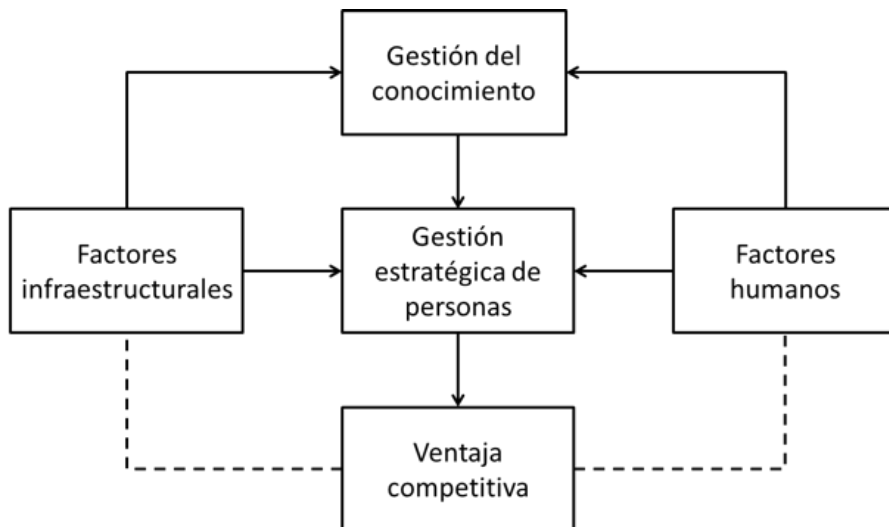 Gestión del
conocimiento
Factores
infraestructurales
Gestión
estratégica de
personas
Factores
humanos
Ventaja
competitiva